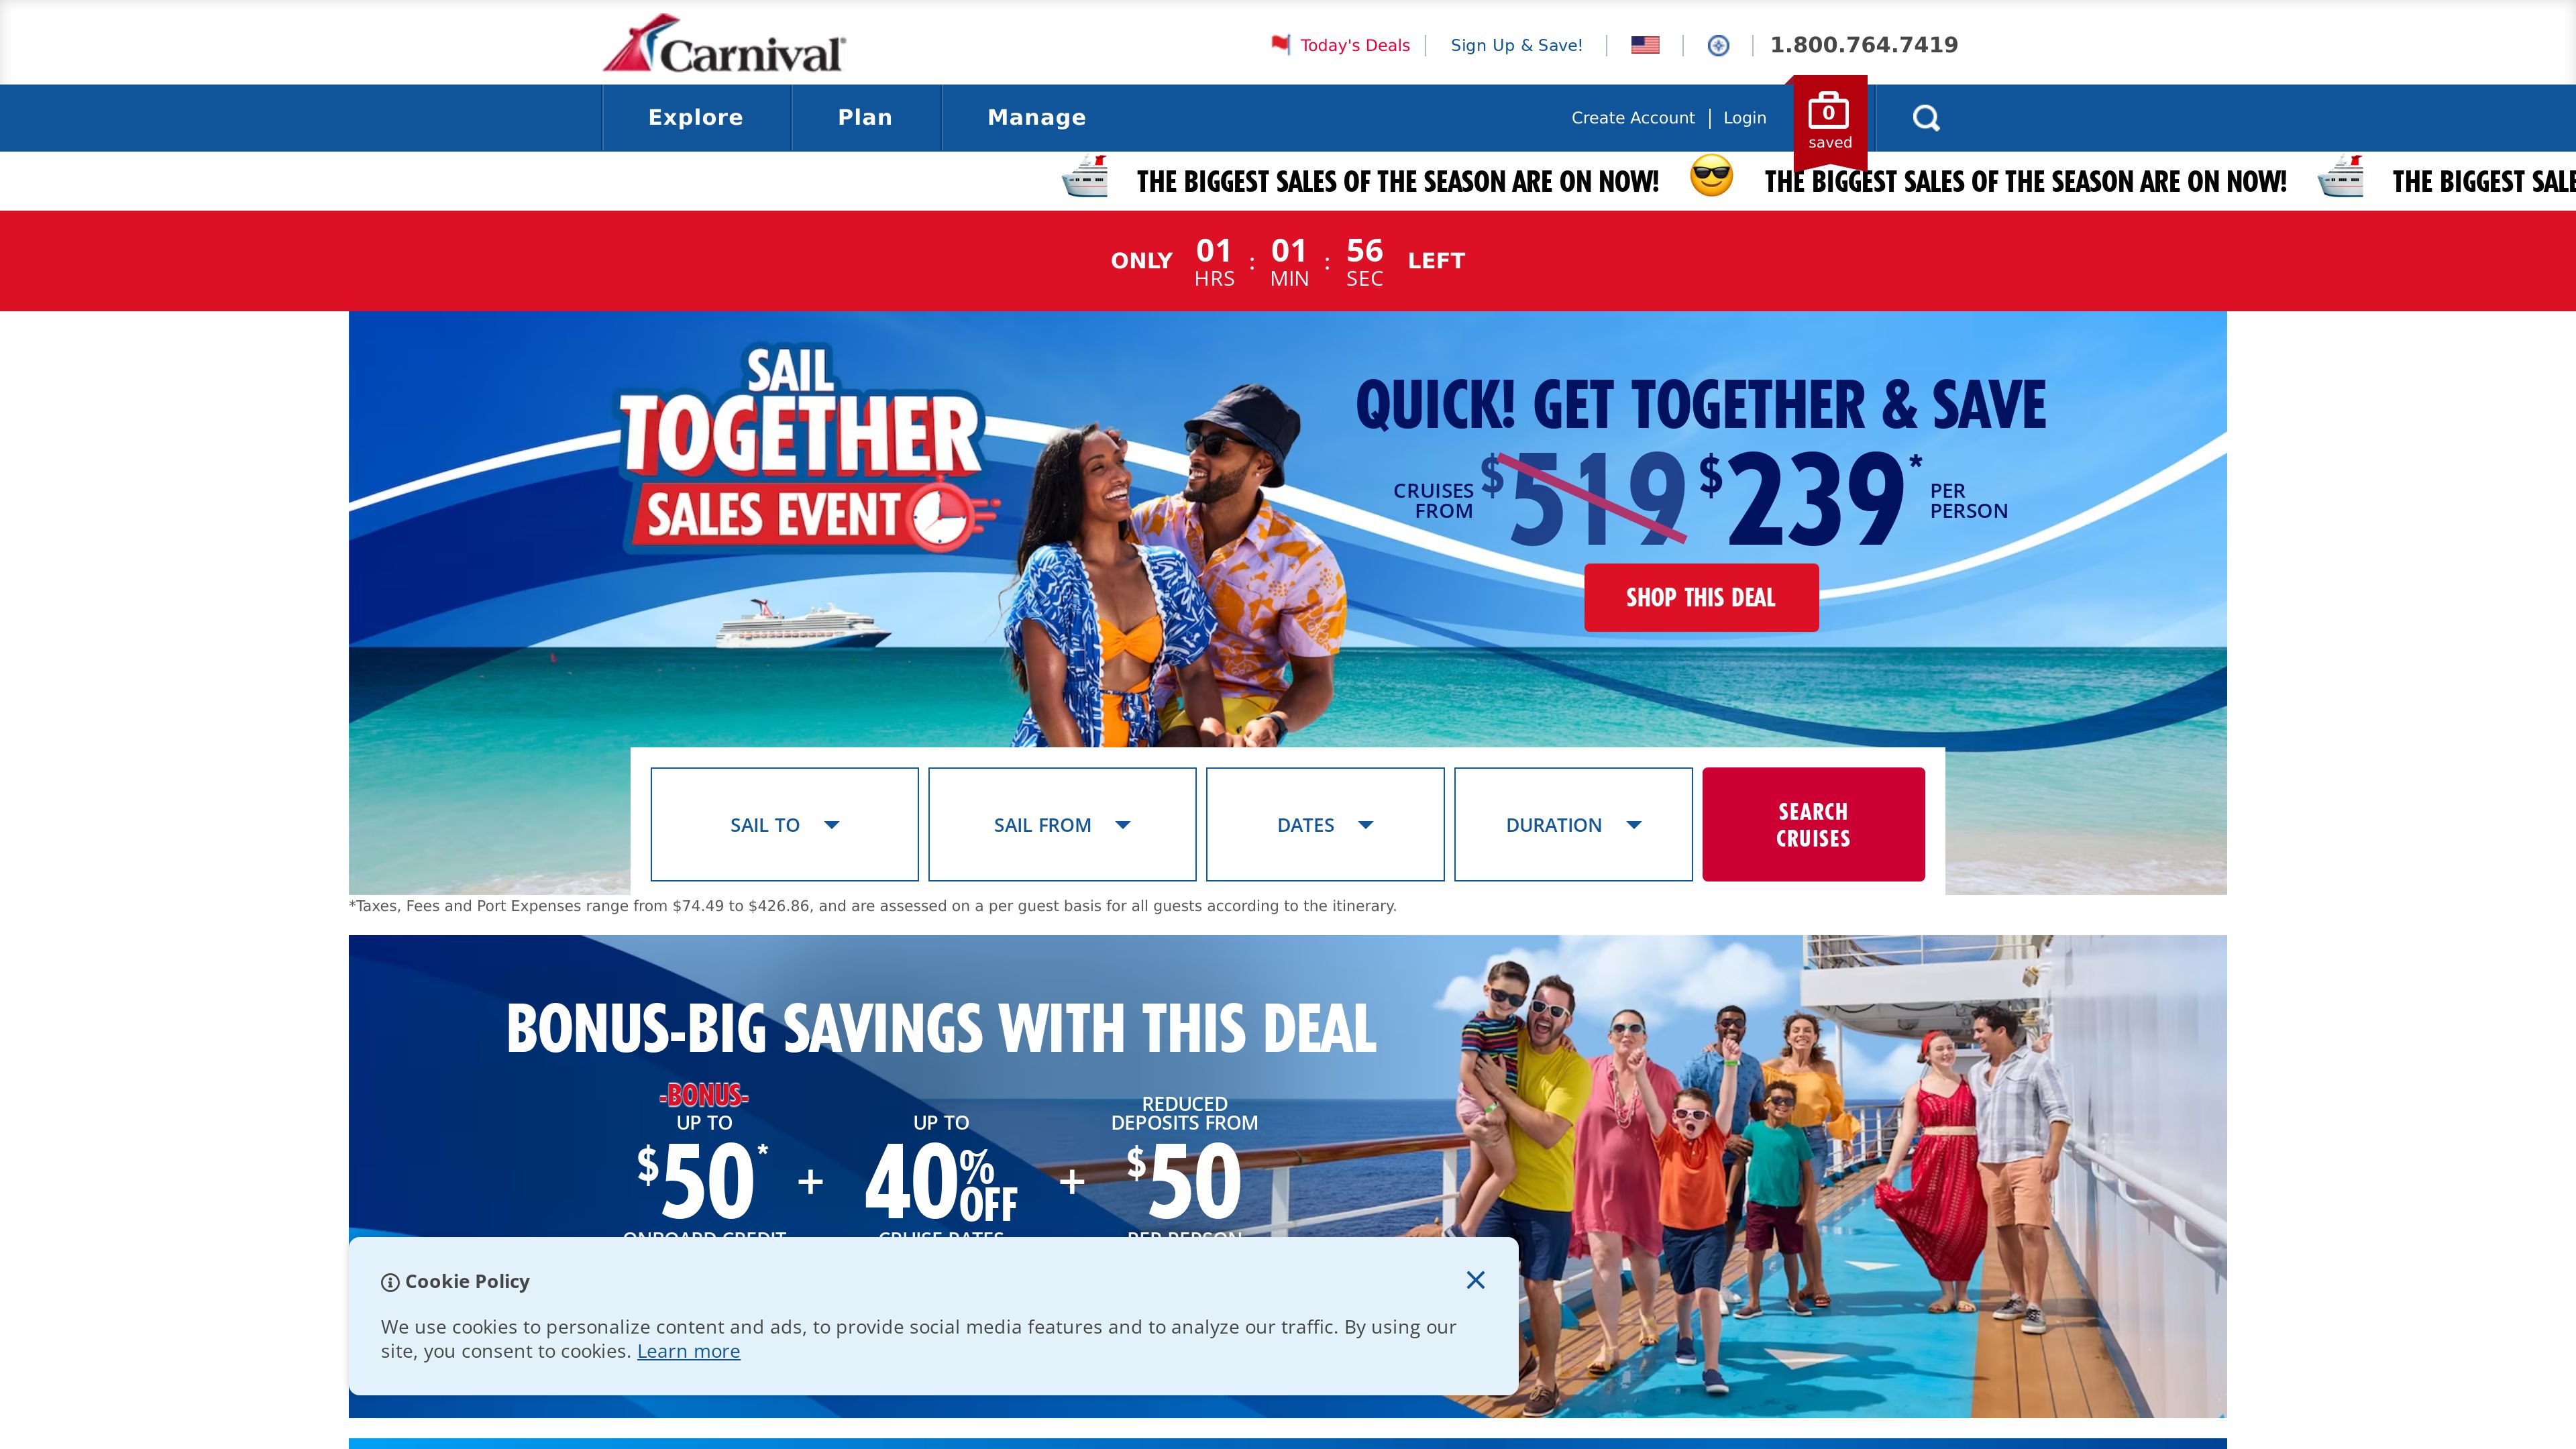 Carnival
Today's Deals
Sign Up & Save!
1.800.764.7419
Explore
Plan
Manage
Create Account | Login
0
saved
THE BIGGEST SALES OF THE SEASON ARE ON NOW!
THE BIGGEST SALES OF THE SEASON ARE ON NOW!
THE BIGGEST SALE
ONLY 01 : 01 : 56 LEFT
HRS MIN SEC
SAIL
TOGETHER
SALES EVENT
QUICK! GET TOGETHER & SAVE
CRUISES
FROM
$519 $239*
PER
PERSON
SHOP THIS DEAL
SAIL TO
SAIL FROM
DATES
DURATION
SEARCH
CRUISES
*Taxes, Fees and Port Expenses range from $74.49 to $426.86, and are assessed on a per guest basis for all guests according to the itinerary.
BONUS-BIG SAVINGS WITH THIS DEAL
-BONUS-
UP TO
$50*
ONBOARD CREDIT
+
UP TO
40% OFF
CRUISE RATES
+
REDUCED
DEPOSITS FROM
$50
PER PERSON
Cookie Policy
We use cookies to personalize content and ads, to provide social media features and to analyze our traffic. By using our
site, you consent to cookies. Learn more